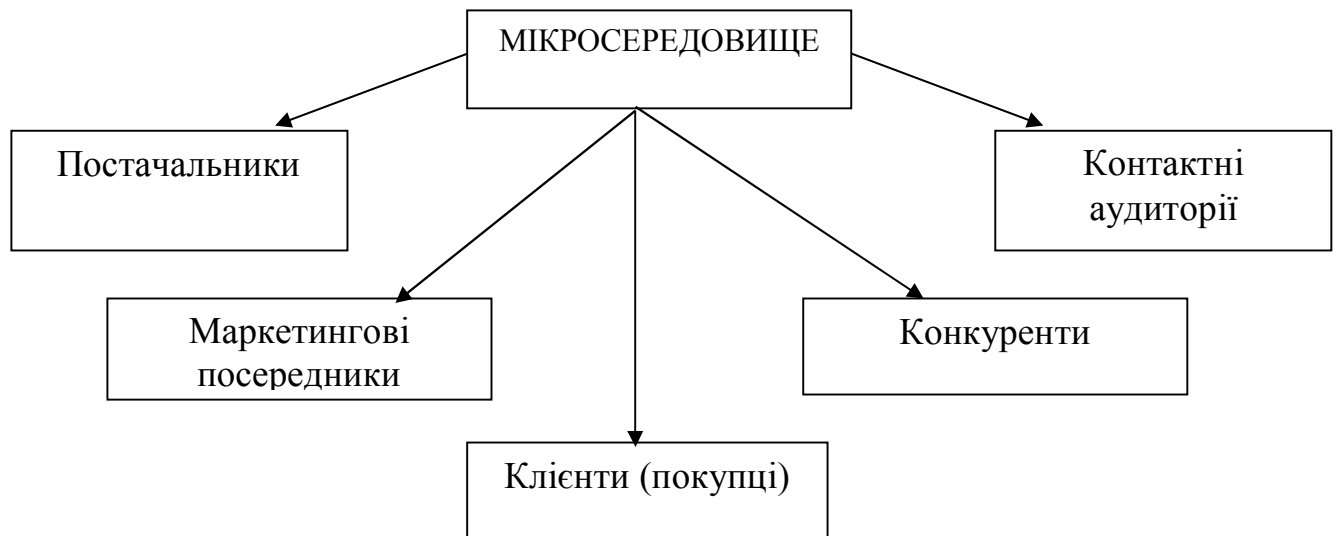 МІКРОСЕРЕДОВИЩЕ
Постачальники
Контактні
аудиторії
Маркетингові
посередники
Конкуренти
Клієнти (покупці)